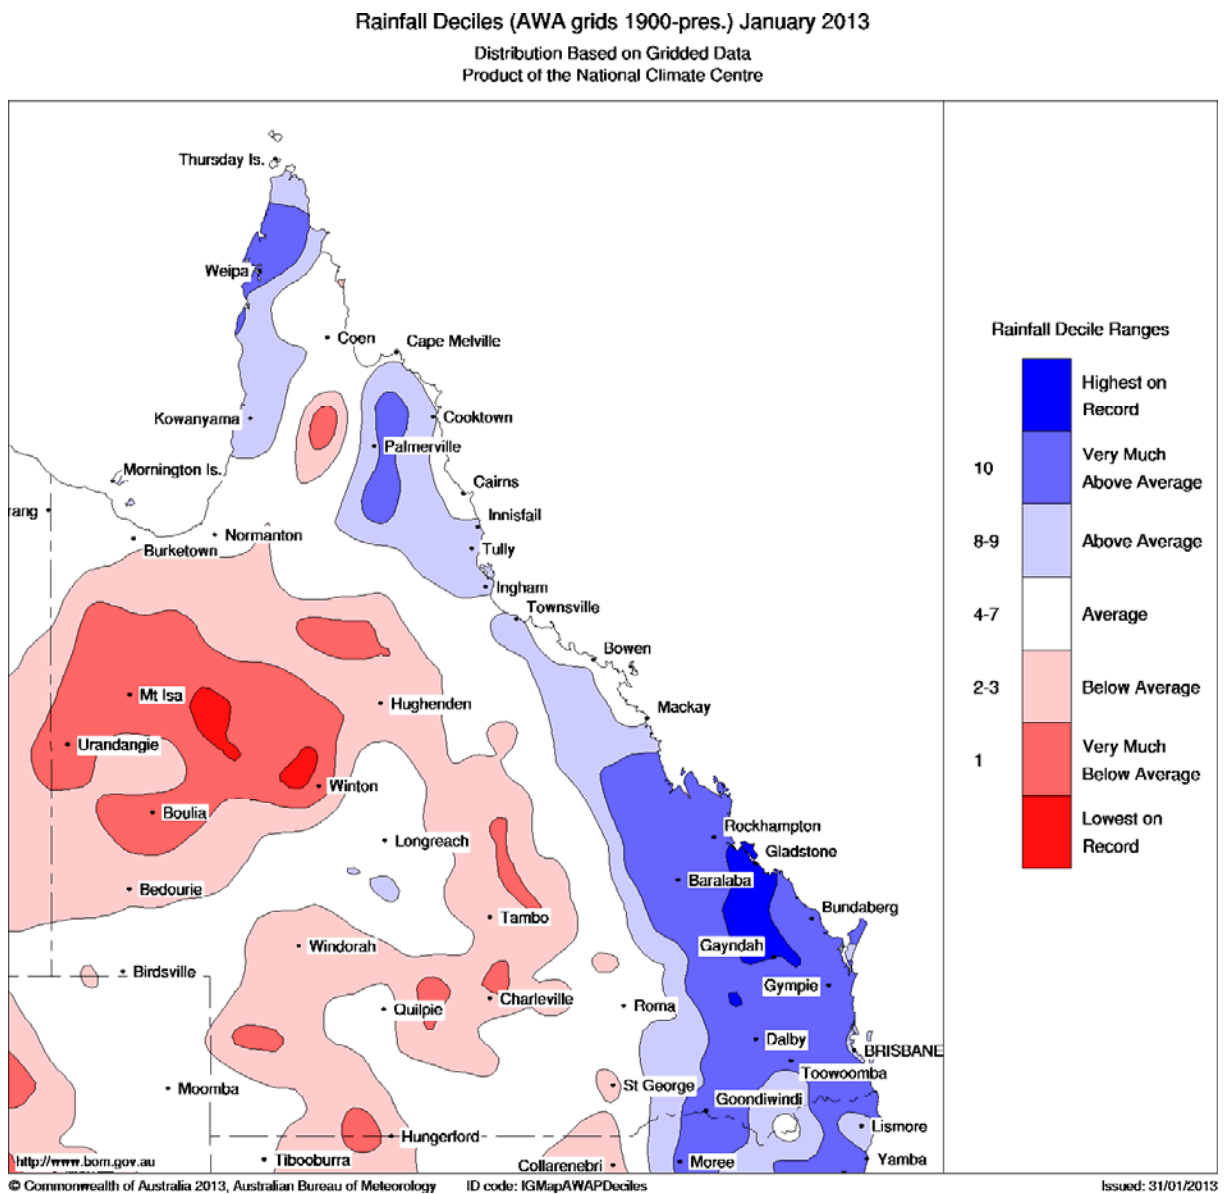 Rainfall Deciles (AWA grids 1900-pres.) January 2013
Distribution Based on Gridded Data
Product of the National Climate Centre
Thursday Is.
Weipa
Coen
Cape Melville
Kowanyama
Cooktown
Palmerville
Mornington Is.
Cairns
rang
Innisfail
Normanton
Burketown
Tully
Ingham
Townsville
Bowen
Mt Isa
Hughenden
Mackay
Urandangie
Winton
Boulia
Rockhampton
Longreach
Gladstone
Baralaba
Bedourie
Bundaberg
Tambo
Windorah
Gayndah
Birdsville
Gympie
Charleville
Quilpie
Roma
Dalby
BRISBANE
Toowoomba
Moomba
St George
Goondiwindi
Lismore
Hungerford
http://www.bom.gov.au
Tibooburra
Collarenebri
Moree
Yamba
Rainfall Decile Ranges
Highest on
Record
10
Very Much
Above Average
8-9
Above Average
4-7
Average
2-3
Below Average
1
Very Much
Below Average
Lowest on
Record
© Commonwealth of Australia 2013, Australian Bureau of Meteorology
ID code: IGMapAWAPDeciles
Issued: 31/01/2013